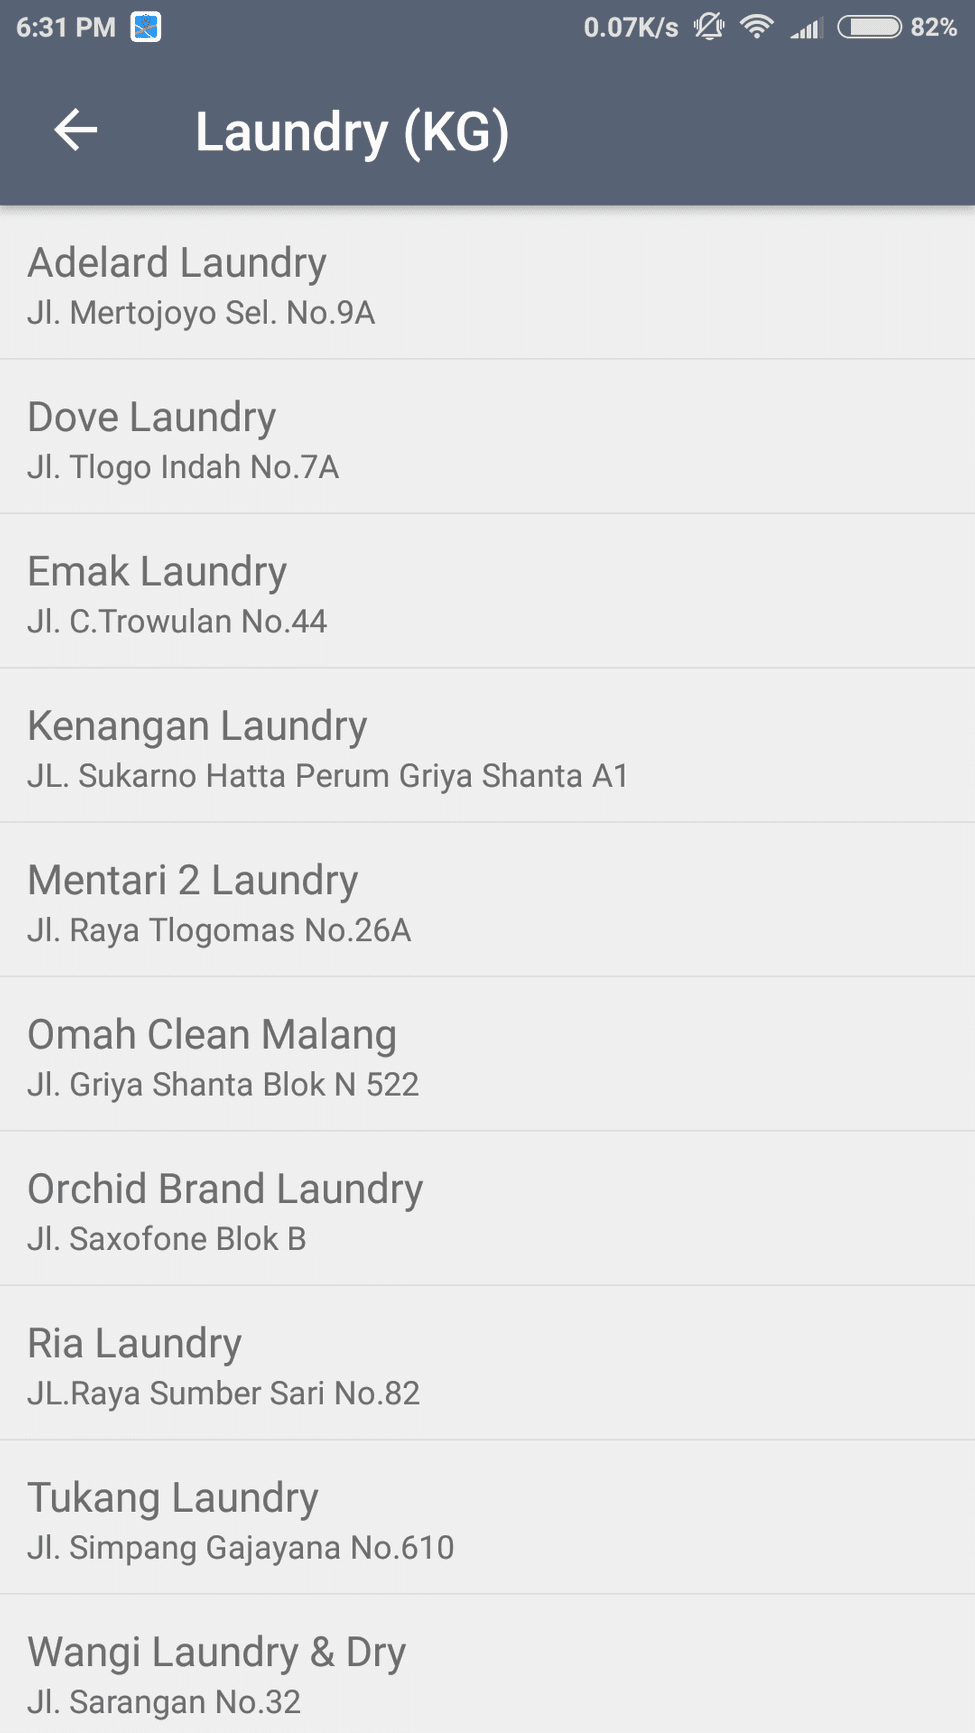 6:31 PM 0.07K/s 82%
Laundry (KG)
Adelard Laundry
Jl. Mertojoyo Sel. No.9A
Dove Laundry
Jl. Tlogo Indah No.7A
Emak Laundry
Jl. C.Trowulan No.44
Kenangan Laundry
JL. Sukarno Hatta Perum Griya Shanta A1
Mentari 2 Laundry
Jl. Raya Tlogomas No.26A
Omah Clean Malang
Jl. Griya Shanta Blok N 522
Orchid Brand Laundry
Jl. Saxofone Blok B
Ria Laundry
JL.Raya Sumber Sari No.82
Tukang Laundry
Jl. Simpang Gajayana No.610
Wangi Laundry & Dry
Jl. Sarangan No.32